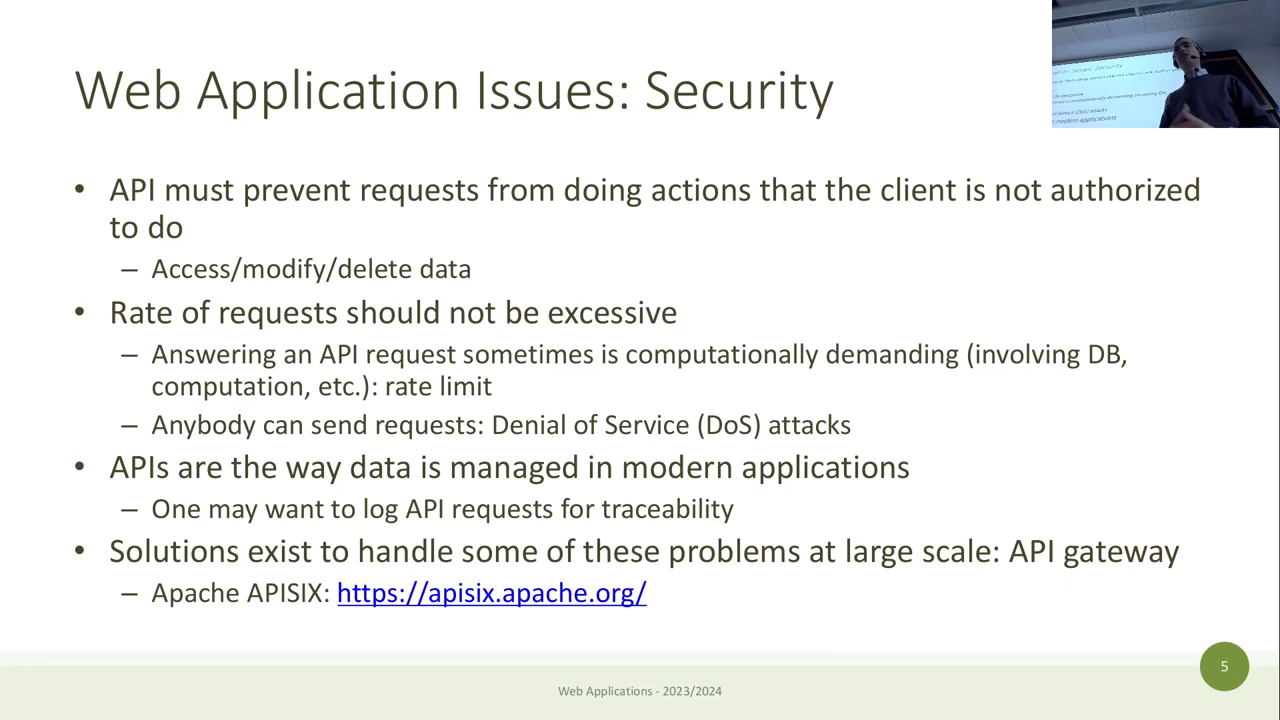 Web Application Issues: Security
• API must prevent requests from doing actions that the client is not authorized
to do
– Access/modify/delete data
• Rate of requests should not be excessive
– Answering an API request sometimes is computationally demanding (involving DB,
computation, etc.): rate limit
– Anybody can send requests: Denial of Service (DoS) attacks
• APIs are the way data is managed in modern applications
– One may want to log API requests for traceability
• Solutions exist to handle some of these problems at large scale: API gateway
– Apache APISIX: https://apisix.apache.org/
Web Applications - 2023/2024
5